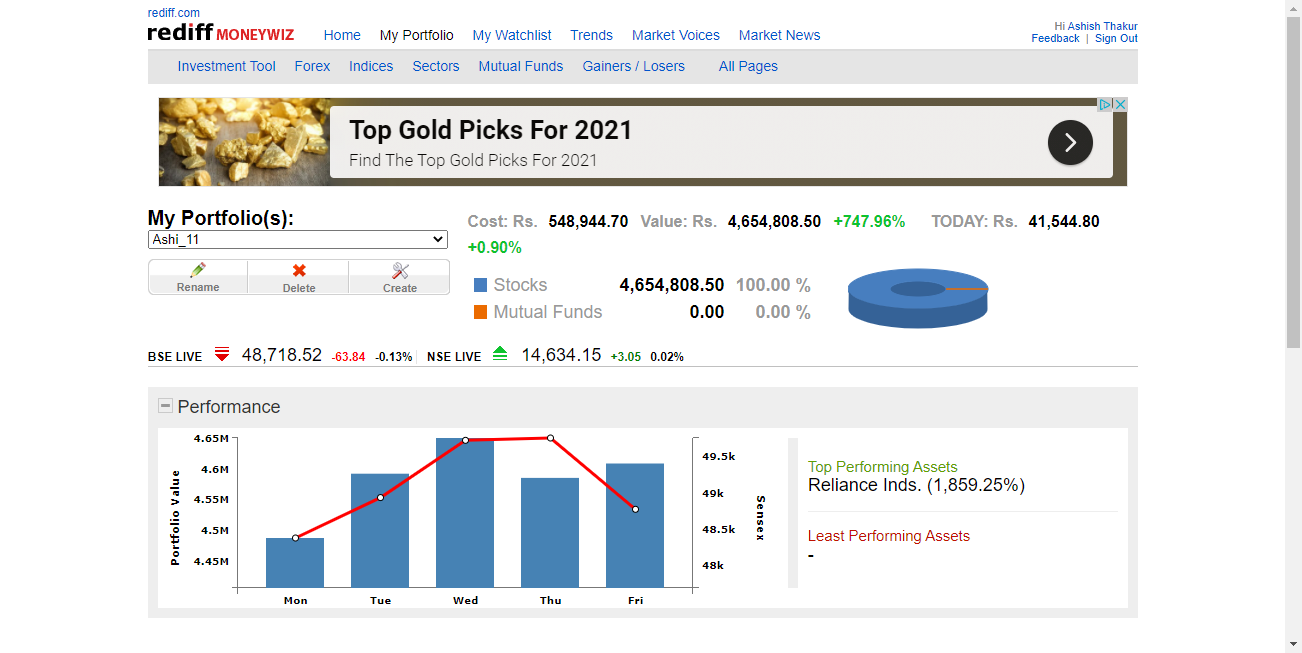 rediff.com
rediff MONEYWIZ
Home My Portfolio My Watchlist Trends Market Voices Market News
Hi Ashish Thakur
Feedback | Sign Out
Investment Tool Forex Indices Sectors Mutual Funds Gainers / Losers All Pages
Top Gold Picks For 2021
Find The Top Gold Picks For 2021
My Portfolio(s):
Ashi_11
Rename Delete Create
Cost: Rs. 548,944.70 Value: Rs. 4,654,808.50 +747.96% TODAY: Rs. 41,544.80
+0.90%
Stocks 4,654,808.50 100.00 %
Mutual Funds 0.00 0.00 %
BSE LIVE 48,718.52 -63.84 -0.13% NSE LIVE 14,634.15 +3.05 0.02%
Performance
Portfolio Value
4.65M
4.6M
4.55M
4.5M
4.45M
Mon Tue Wed Thu Fri
49.5k
49k
48.5k
48k
Sensex
Top Performing Assets
Reliance Inds. (1,859.25%)
Least Performing Assets
-